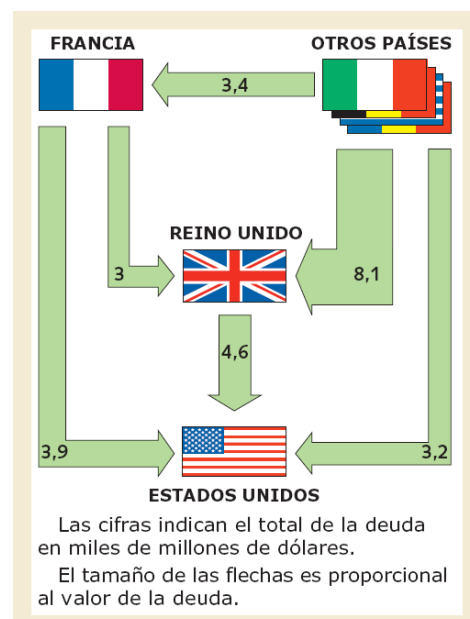 FRANCIA
OTROS PAÍSES
3,4
REINO UNIDO
3
8,1
4,6
3,9
3,2
ESTADOS UNIDOS
Las cifras indican el total de la deuda
en miles de millones de dólares.
El tamaño de las flechas es proporcional
al valor de la deuda.